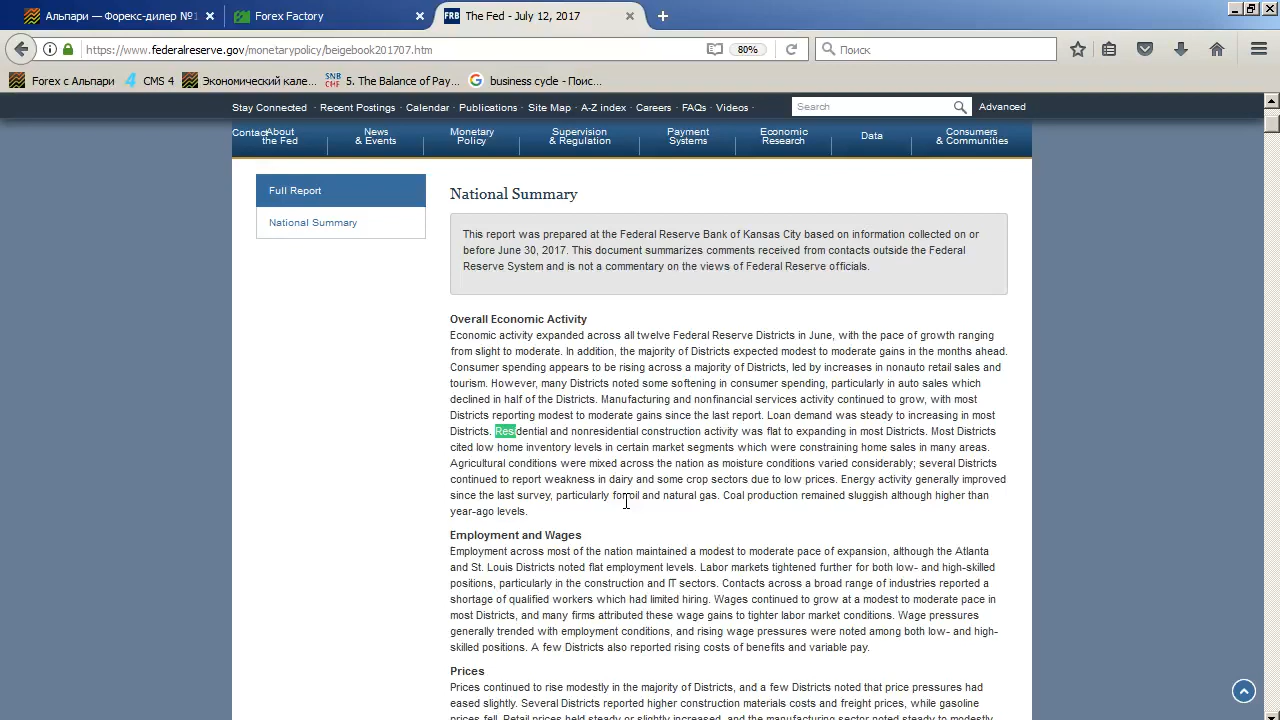 Альпари — Форекс-дилер №1
Forex Factory
FRB The Fed - July 12, 2017
https://www.federalreserve.gov/monetarypolicy/beigebook201707.htm
80%
Поиск
Forex с Альпари
4 CMS 4
Экономический кале...
SNB CHF 5. The Balance of Pay...
G business cycle - Поис...
Stay Connected · Recent Postings · Calendar · Publications · Site Map · A-Z index · Careers · FAQs · Videos ·
Search
Advanced
Contact
About the Fed
News & Events
Monetary Policy
Supervision & Regulation
Payment Systems
Economic Research
Data
Consumers & Communities
Full Report
National Summary
National Summary
This report was prepared at the Federal Reserve Bank of Kansas City based on information collected on or
before June 30, 2017. This document summarizes comments received from contacts outside the Federal
Reserve System and is not a commentary on the views of Federal Reserve officials.
Overall Economic Activity
Economic activity expanded across all twelve Federal Reserve Districts in June, with the pace of growth ranging
from slight to moderate. In addition, the majority of Districts expected modest to moderate gains in the months ahead.
Consumer spending appears to be rising across a majority of Districts, led by increases in nonauto retail sales and
tourism. However, many Districts noted some softening in consumer spending, particularly in auto sales which
declined in half of the Districts. Manufacturing and nonfinancial services activity continued to grow, with most
Districts reporting modest to moderate gains since the last report. Loan demand was steady to increasing in most
Districts. Residential and nonresidential construction activity was flat to expanding in most Districts. Most Districts
cited low home inventory levels in certain market segments which were constraining home sales in many areas.
Agricultural conditions were mixed across the nation as moisture conditions varied considerably; several Districts
continued to report weakness in dairy and some crop sectors due to low prices. Energy activity generally improved
since the last survey, particularly for oil and natural gas. Coal production remained sluggish although higher than
year-ago levels.
Employment and Wages
Employment across most of the nation maintained a modest to moderate pace of expansion, although the Atlanta
and St. Louis Districts noted flat employment levels. Labor markets tightened further for both low- and high-skilled
positions, particularly in the construction and IT sectors. Contacts across a broad range of industries reported a
shortage of qualified workers which had limited hiring. Wages continued to grow at a modest to moderate pace in
most Districts, and many firms attributed these wage gains to tighter labor market conditions. Wage pressures
generally trended with employment conditions, and rising wage pressures were noted among both low- and high-
skilled positions. A few Districts also reported rising costs of benefits and variable pay.
Prices
Prices continued to rise modestly in the majority of Districts, and a few Districts noted that price pressures had
eased slightly. Several Districts reported higher construction materials costs and freight prices, while gasoline
prices fell. Retail prices held steady or slightly increased, and the manufacturing sector noted steady to modestly